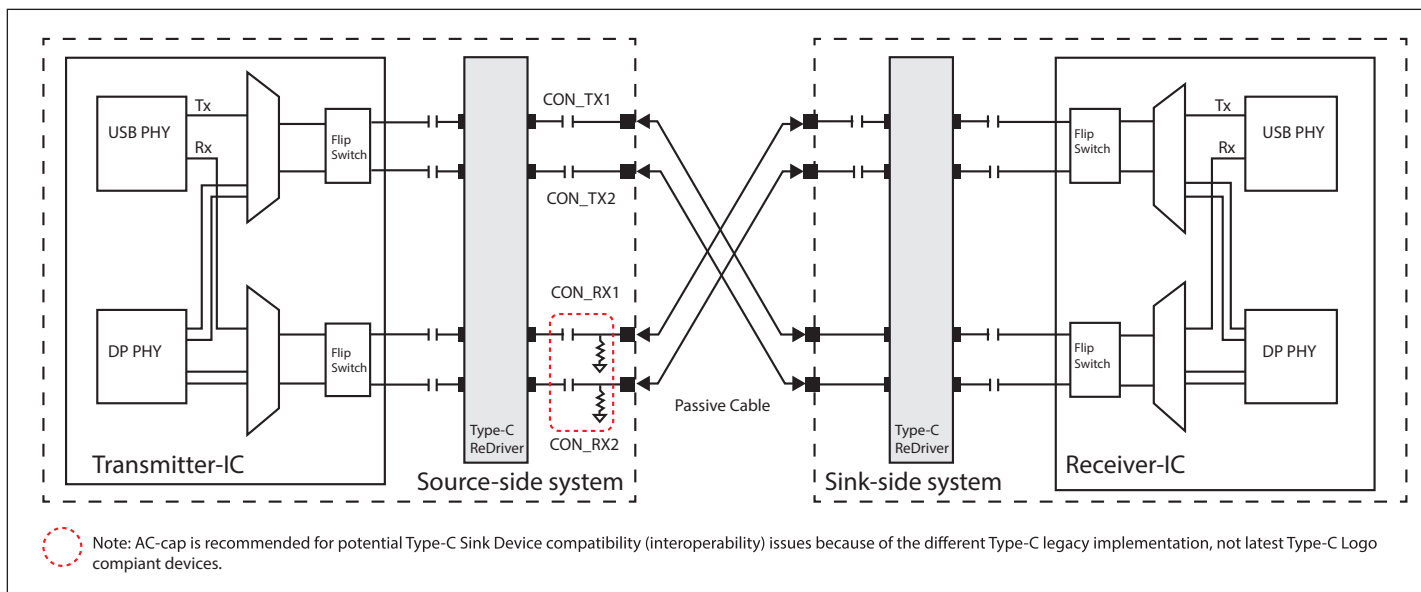 CON_TX1
Tx
USB PHY
Flip
Switch
Rx
CON_TX2
CON_RX1
DP PHY
Flip
Switch
Passive Cable
Type-C
ReDriver
CON_RX2
Transmitter-IC
Source-side system
Tx
USB PHY
Flip
Switch
Rx
Flip
Switch
DP PHY
Type-C
ReDriver
Sink-side system
Receiver-IC
Note: AC-cap is recommended for potential Type-C Sink Device compatibility (interoperability) issues because of the different Type-C legacy implementation, not latest Type-C Logo
compiant devices.